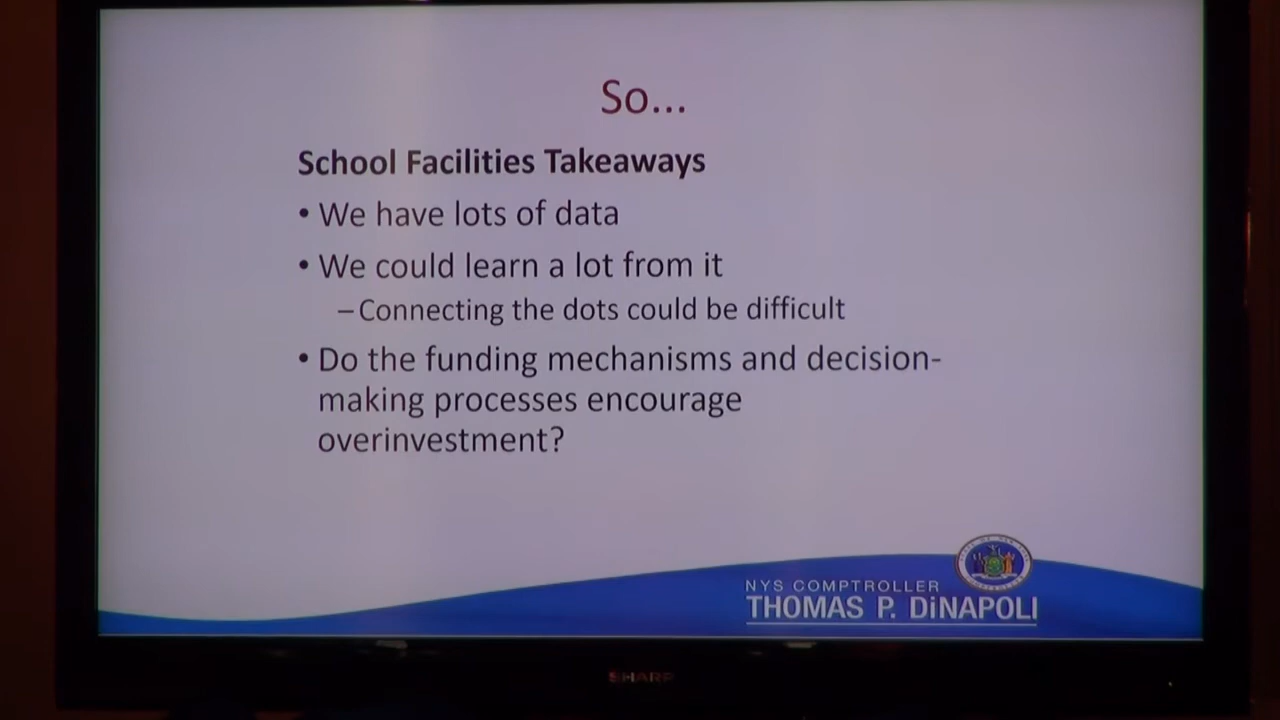 So...
School Facilities Takeaways
• We have lots of data
• We could learn a lot from it
– Connecting the dots could be difficult
• Do the funding mechanisms and decision-
making processes encourage
overinvestment?
NYS COMPTROLLER
THOMAS P. DiNAPOLI
SHARP